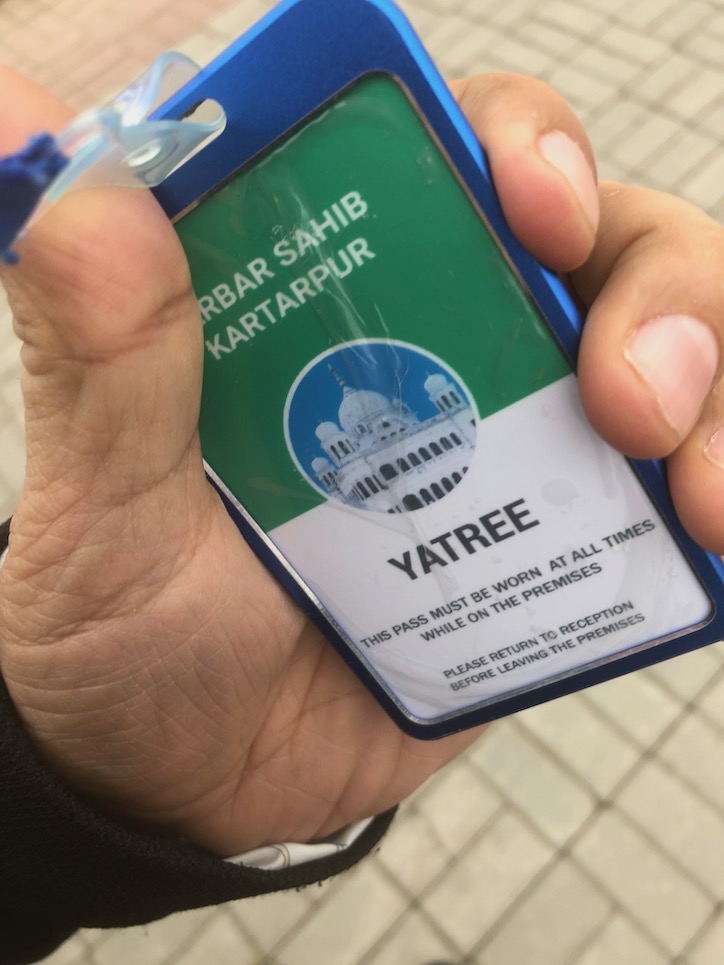 RBAR SAHIB
KARTARPUR
YATREE
THIS PASS MUST BE WORN AT ALL TIMES
WHILE ON THE PREMISES
PLEASE RETURN TO RECEPTION
BEFORE LEAVING THE PREMISES